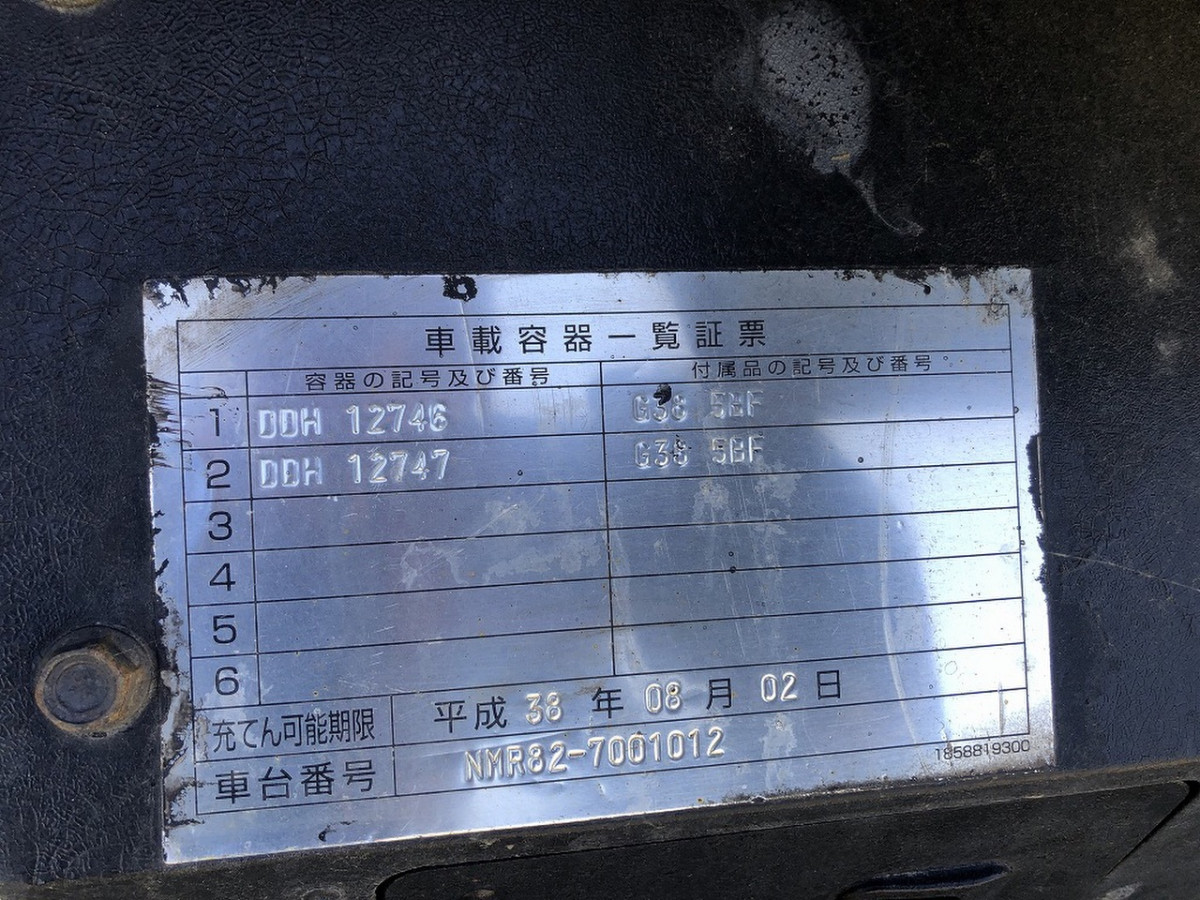 車載容器一覧証票
容器の記号及び番号 付属品の記号及び番号
1 DDH 12746 G38 5BF
2 DDH 12747 G38 5BF
3
4
5
6
充てん可能期限 平成 38 年 08 月 02 日
車台番号 NMR82-7001012
1858819300